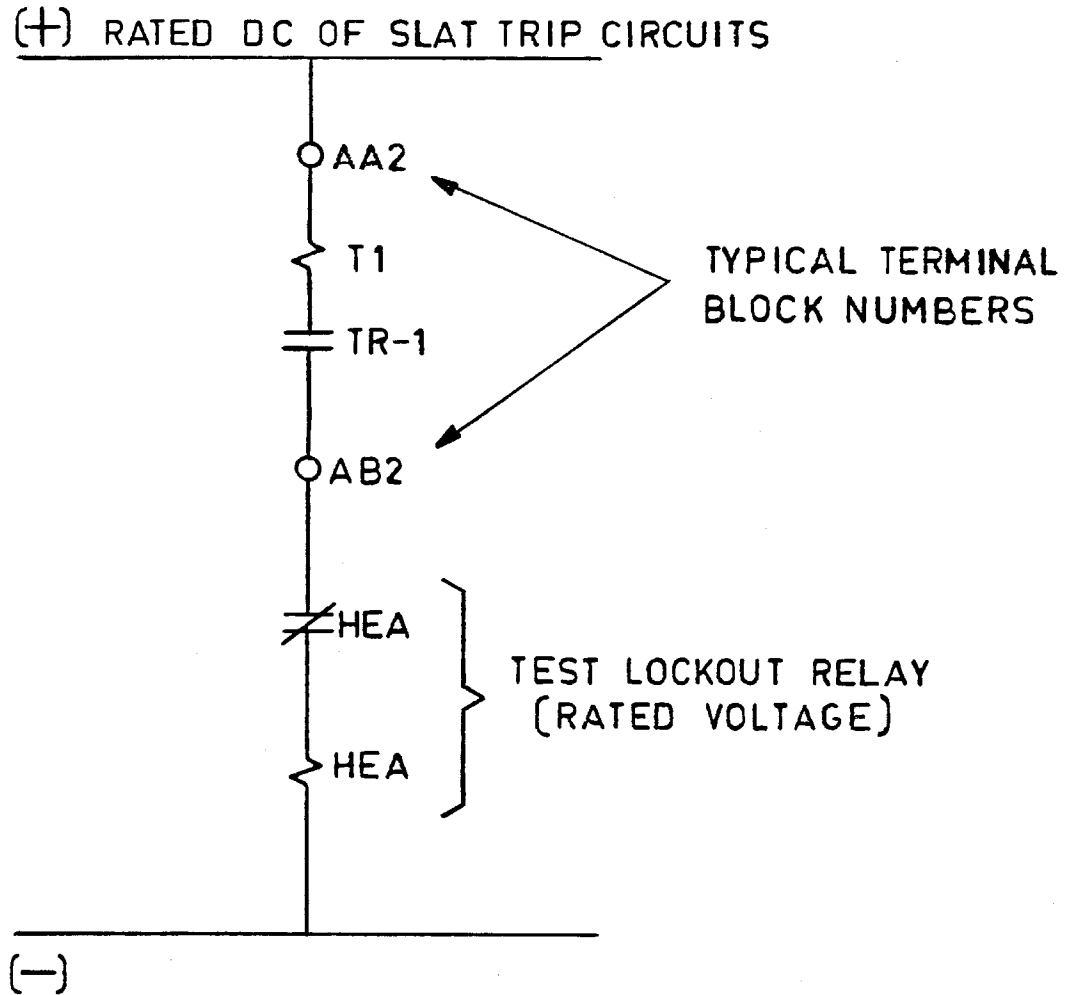 (+) RATED DC OF SLAT TRIP CIRCUITS
AA2
T1
TYPICAL TERMINAL
BLOCK NUMBERS
TR-1
AB2
HEA
TEST LOCKOUT RELAY
(RATED VOLTAGE)
HEA
(—)